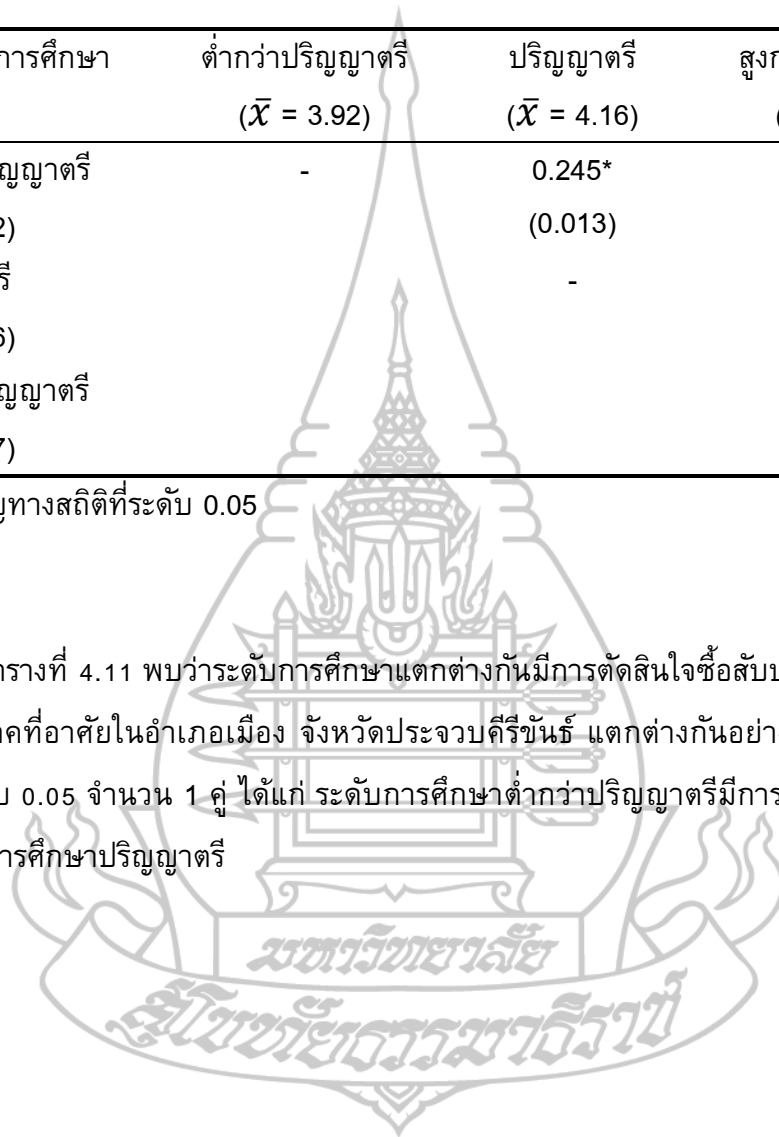 การศึกษา ต่ำกว่าปริญญาตรี ปริญญาตรี
(x̄ = 3.92) (x̄ = 4.16) (
ญญาตรี - 0.245*
2) (0.013)
รี -
6)
ญญาตรี
7)
ทางสถิติที่ระดับ 0.05
ารางที่ 4.11 พบว่าระดับการศึกษาแตกต่างกันมีการตัดสินใจซื้อสับป
คที่อาศัยในอำเภอเมือง จังหวัดประจวบคีรีขันธ์ แตกต่างกันอย่า
บ 0.05 จำนวน 1 คู่ ได้แก่ ระดับการศึกษาต่ำกว่าปริญญาตรีมีการ
ารศึกษาปริญญาตรี
มหาวิทยาลัย
สุโขทัยธรรมาธิราช